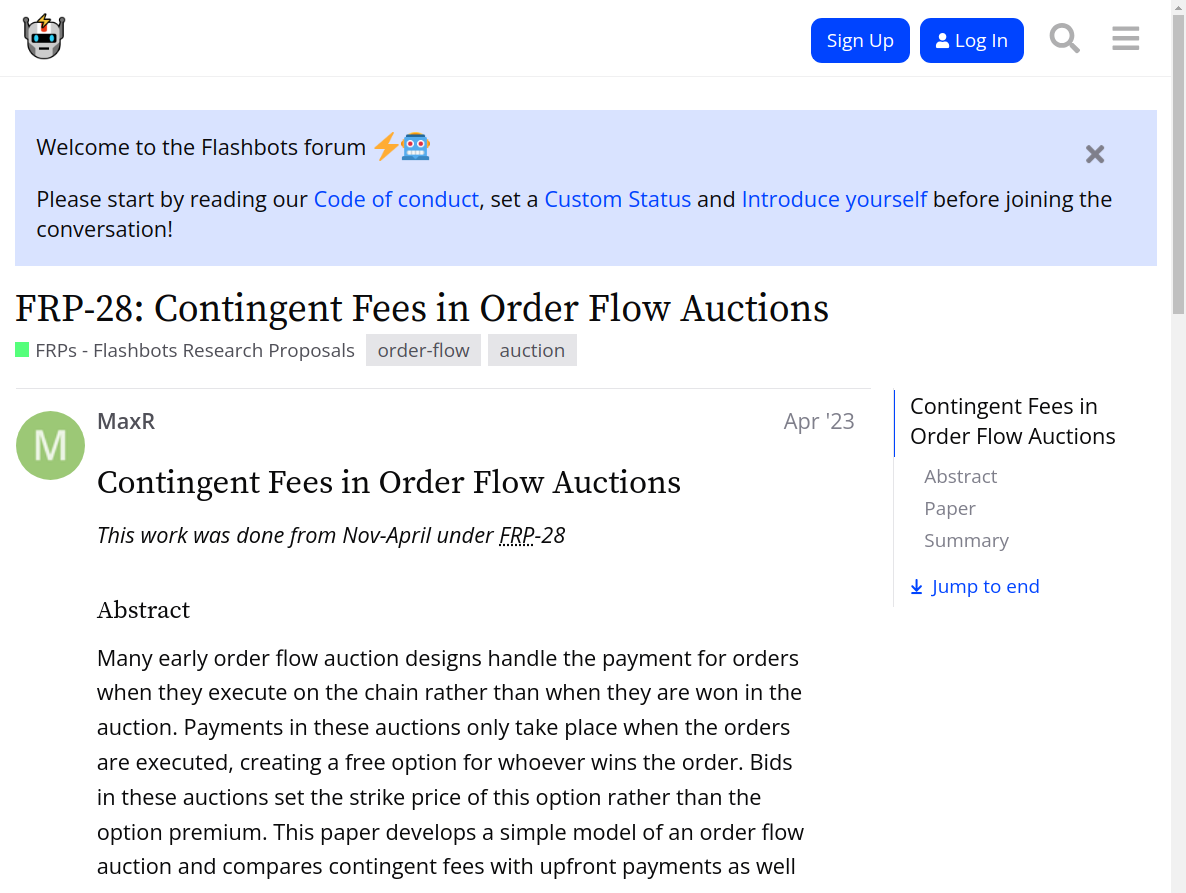 Sign Up
Log In
Welcome to the Flashbots forum
Please start by reading our Code of conduct, set a Custom Status and Introduce yourself before joining the
conversation!
FRP-28: Contingent Fees in Order Flow Auctions
FRPs - Flashbots Research Proposals order-flow auction
M
MaxR
Apr '23
Contingent Fees in Order Flow Auctions
This work was done from Nov-April under FRP-28
Abstract
Many early order flow auction designs handle the payment for orders
when they execute on the chain rather than when they are won in the
auction. Payments in these auctions only take place when the orders
are executed, creating a free option for whoever wins the order. Bids
in these auctions set the strike price of this option rather than the
option premium. This paper develops a simple model of an order flow
auction and compares contingent fees with upfront payments as well
Contingent Fees in
Order Flow Auctions
Abstract
Paper
Summary
Jump to end